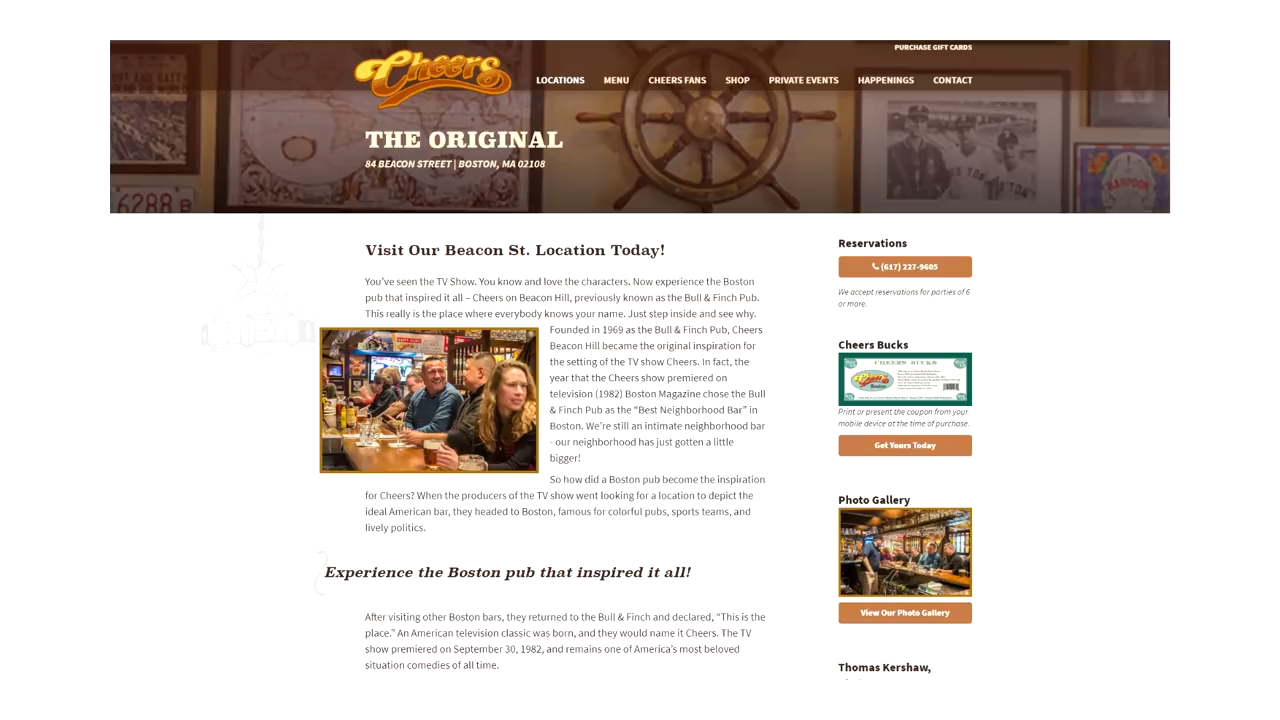 PURCHASE GIFT CARDS
Cheers
LOCATIONS MENU CHEERS FANS SHOP PRIVATE EVENTS HAPPENINGS CONTACT
THE ORIGINAL
84 BEACON STREET | BOSTON, MA 02108
6288
HARPOON
Visit Our Beacon St. Location Today!
You've seen the TV Show. You know and love the characters. Now experience the Boston
pub that inspired it all – Cheers on Beacon Hill, previously known as the Bull & Finch Pub.
This really is the place where everybody knows your name. Just step inside and see why.
Founded in 1969 as the Bull & Finch Pub, Cheers
Beacon Hill became the original inspiration for
the setting of the TV show Cheers. In fact, the
year that the Cheers show premiered on
television (1982) Boston Magazine chose the Bull
& Finch Pub as the “Best Neighborhood Bar” in
Boston. We're still an intimate neighborhood bar
- our neighborhood has just gotten a little
bigger!
So how did a Boston pub become the inspiration
for Cheers? When the producers of the TV show went looking for a location to depict the
ideal American bar, they headed to Boston, famous for colorful pubs, sports teams, and
lively politics.
Experience the Boston pub that inspired it all!
After visiting other Boston bars, they returned to the Bull & Finch and declared, “This is the
place.” An American television classic was born, and they would name it Cheers. The TV
show premiered on September 30, 1982, and remains one of America's most beloved
situation comedies of all time.
Reservations
(617) 227-9605
We accept reservations for parties of 6
or more.
Cheers Bucks
CHEERS BUCKS
Cheers
Print or present the coupon from your
mobile device at the time of purchase.
Get Yours Today
Photo Gallery
View Our Photo Gallery
Thomas Kershaw,